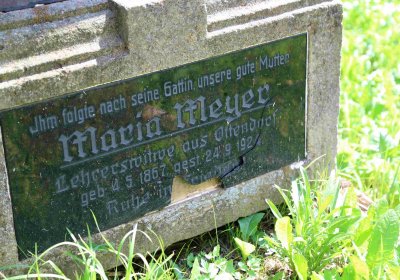 Ihm folgte nach seine Gattin, unsere gute Mutter
Maria Meyer
Lehrerswitwe aus Ottendorf
geb. 4.5.1867, gest. 24.9.192
Ruhe in